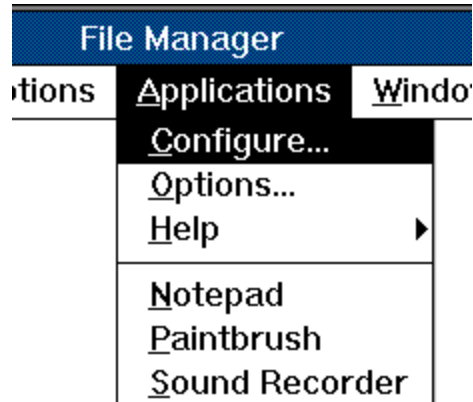 File Manager
tions Applications Windo
Configure...
Options...
Help
Notepad
Paintbrush
Sound Recorder